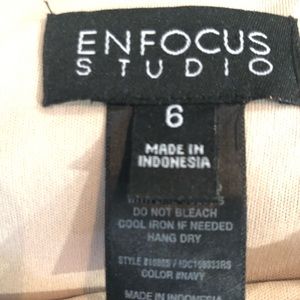 ENFOCUS
STUDIO
6
MADE IN
INDONESIA
DO NOT BLEACH
COOL IRON IF NEEDED
HANG DRY
STYLE
COLOR #NAVY
MADE IN INDONESIA